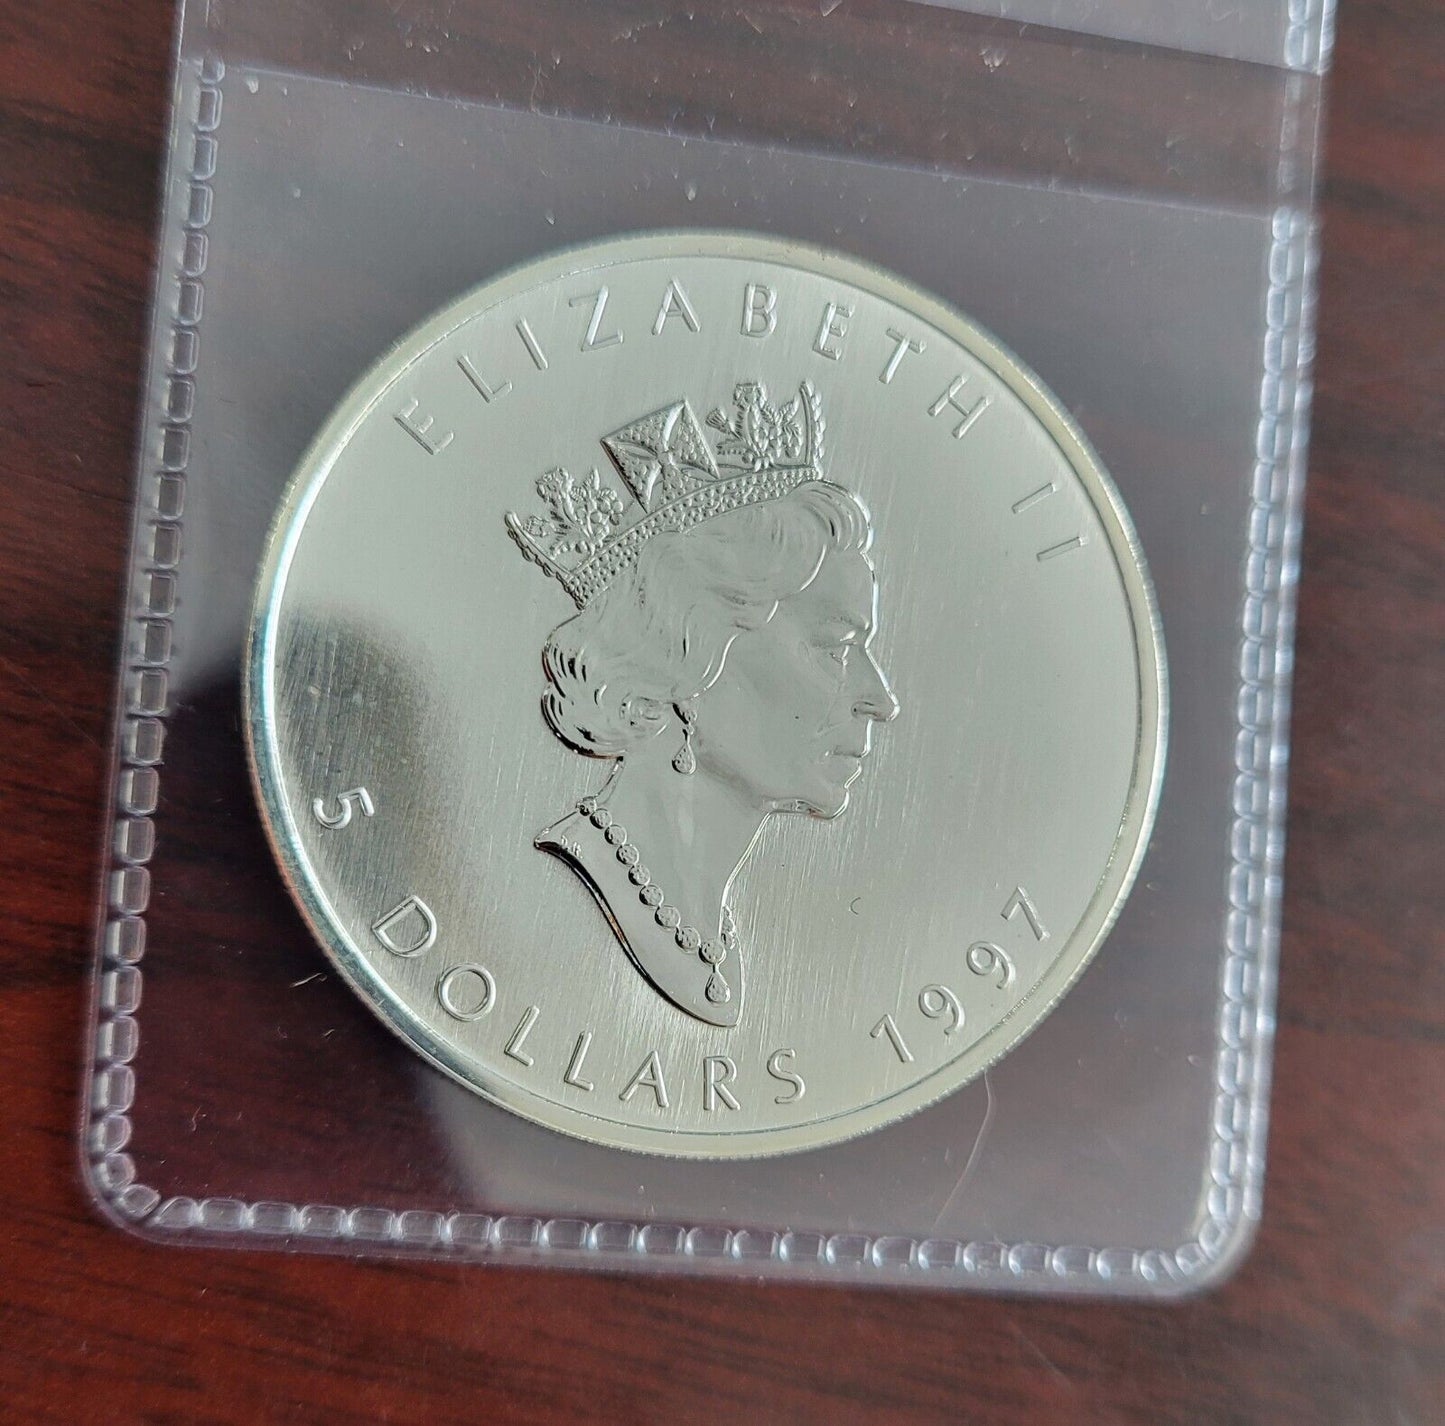 ELIZABETH II
5 DOLLARS 1997